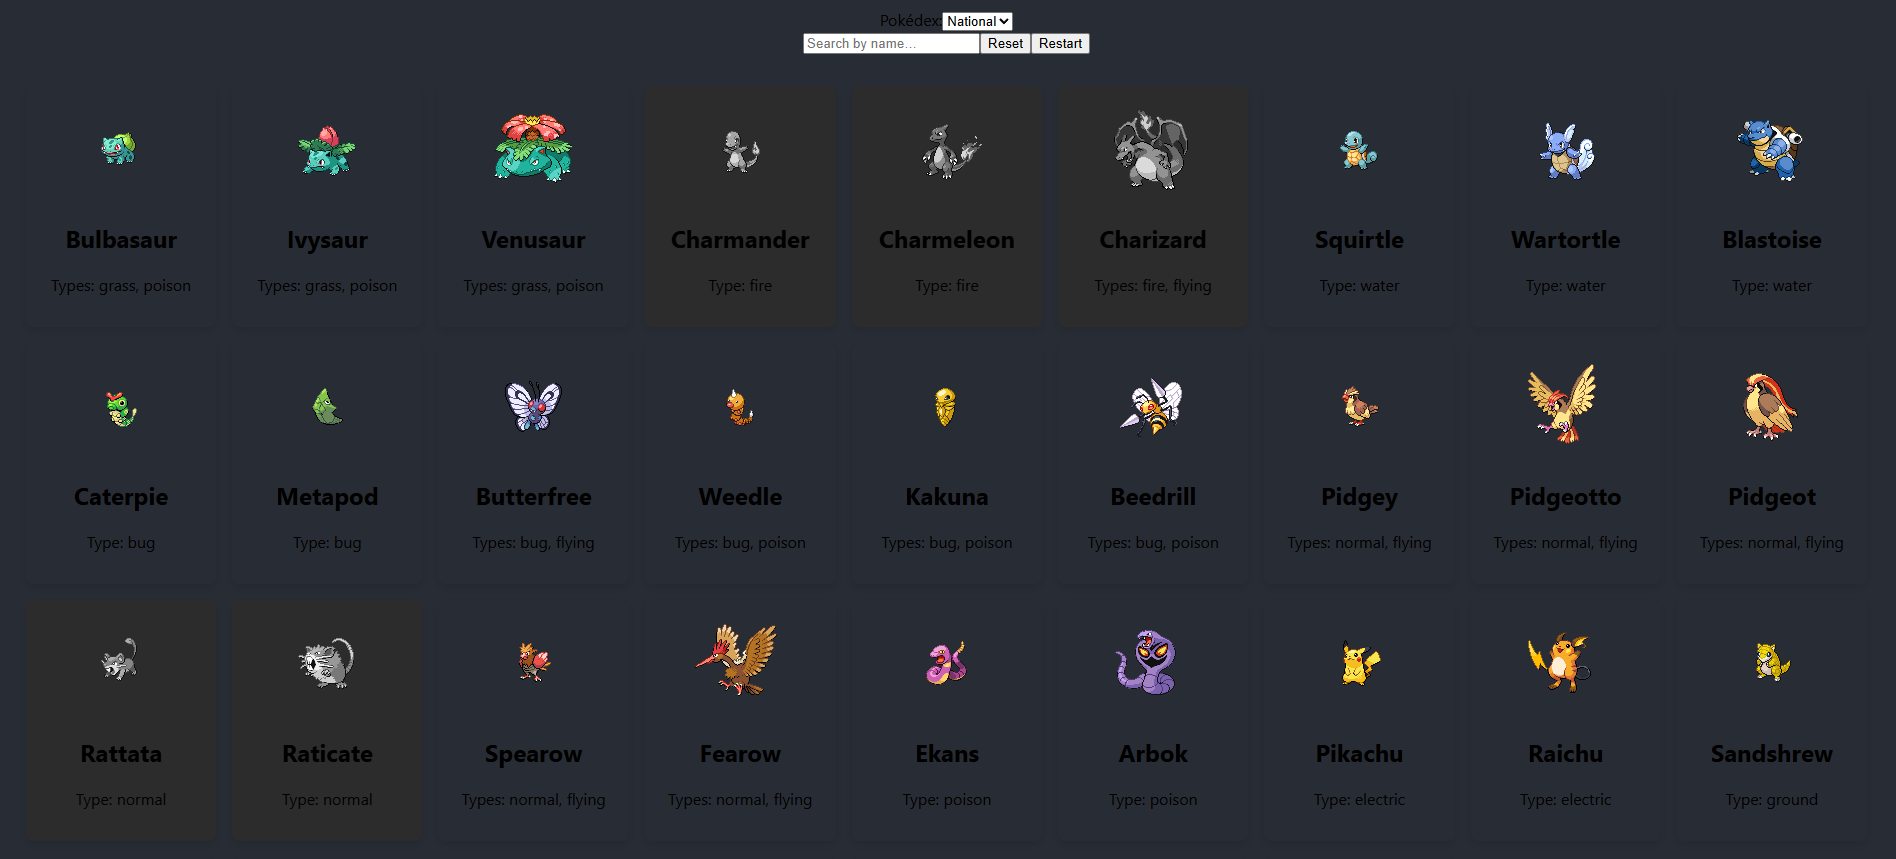 Pokédex: National
Search by name... Reset Restart
Bulbasaur Ivysaur Venusaur Charmander Charmeleon Charizard Squirtle Wartortle Blastoise
Types: grass, poison Types: grass, poison Types: grass, poison Type: fire Type: fire Types: fire, flying Type: water Type: water Type: water
Caterpie Metapod Butterfree Weedle Kakuna Beedrill Pidgey Pidgeotto Pidgeot
Type: bug Type: bug Types: bug, flying Types: bug, poison Types: bug, poison Types: bug, poison Types: normal, flying Types: normal, flying Types: normal, flying
Rattata Raticate Spearow Fearow Ekans Arbok Pikachu Raichu Sandshrew
Type: normal Type: normal Types: normal, flying Types: normal, flying Type: poison Type: poison Type: electric Type: electric Type: ground